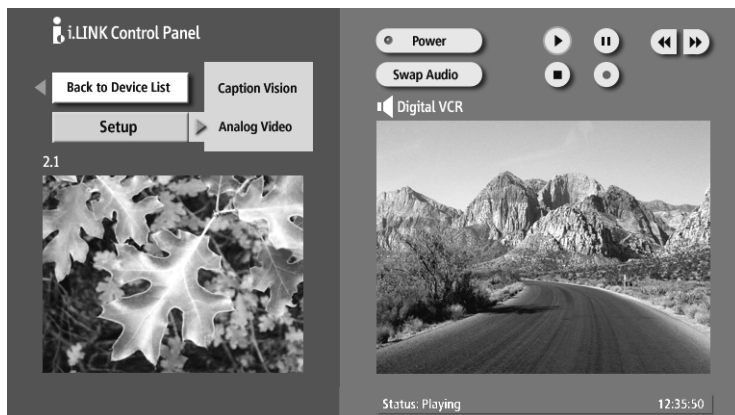 i.LINK Control Panel
Back to Device List
Caption Vision
Setup
Analog Video
2.1
Power
Swap Audio
Digital VCR
Status: Playing
12:35:50